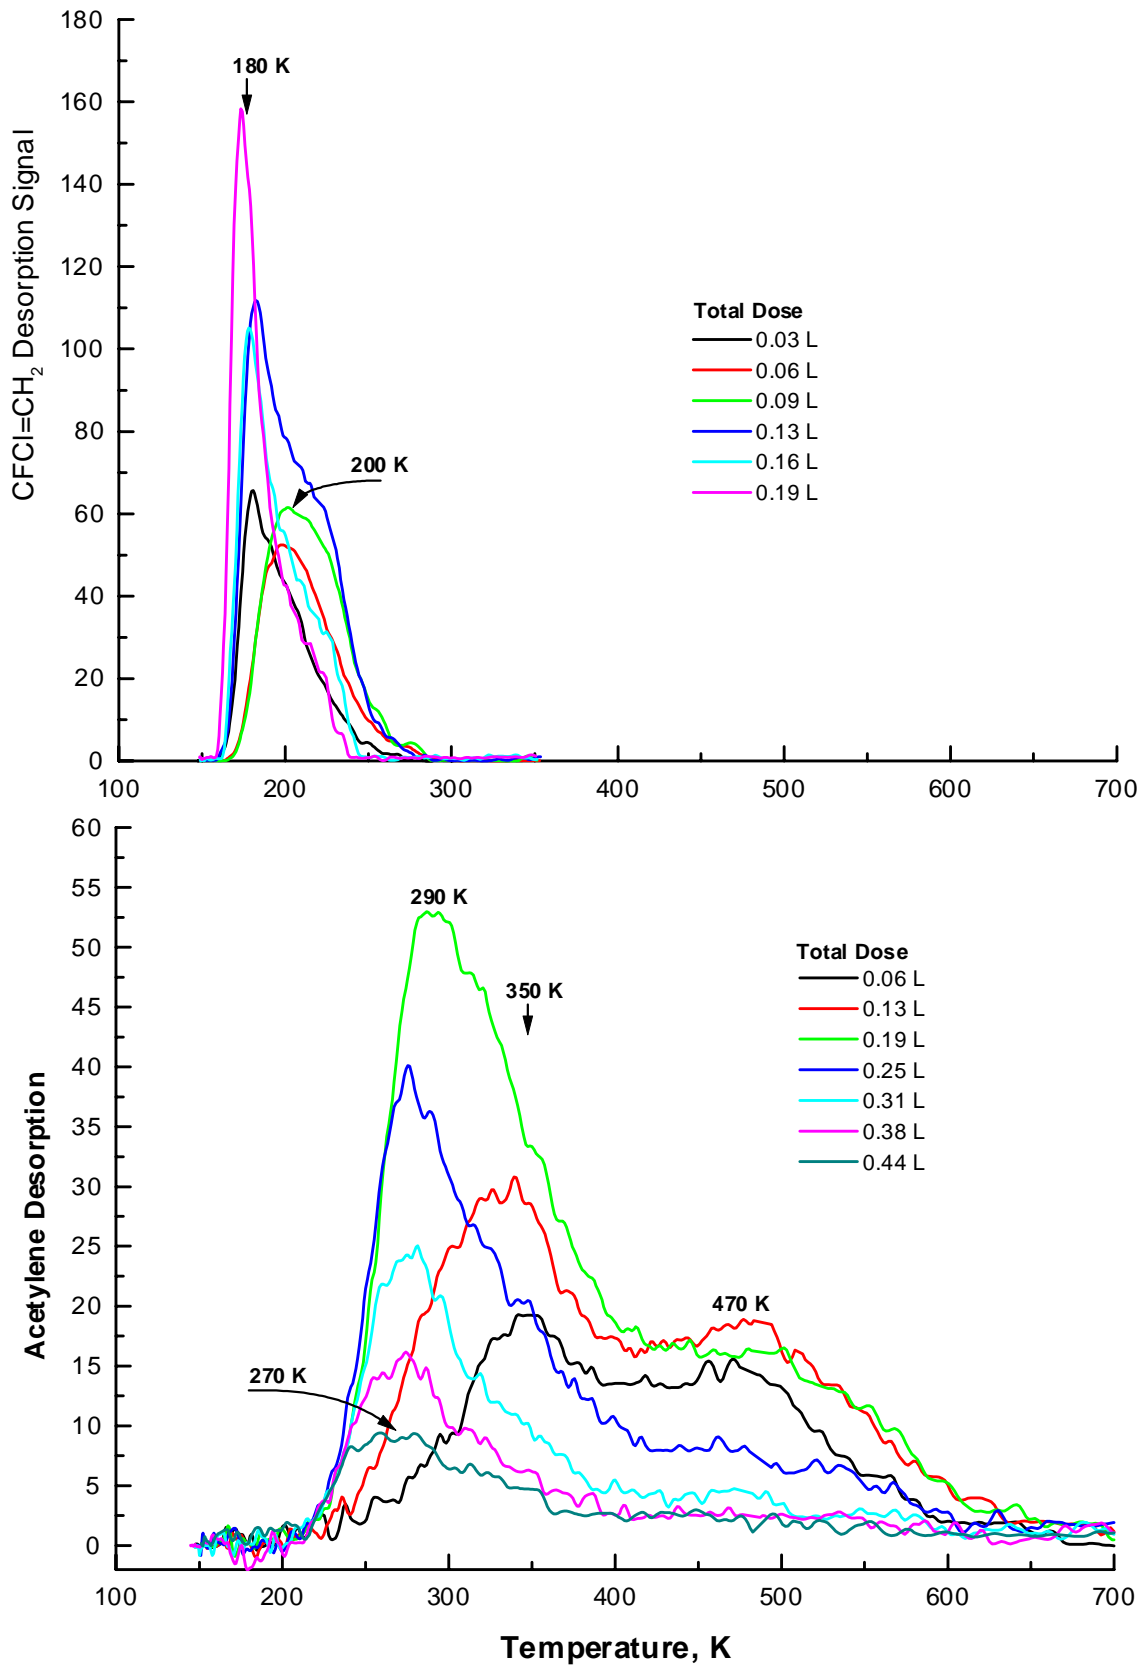 180
160
140
120
100
80
60
40
20
0
CFCl=CH2 Desorption Signal
180 K
200 K
Total Dose
0.03 L
0.06 L
0.09 L
0.13 L
0.16 L
0.19 L
100 200 300 400 500 600 700
60
55
50
45
40
35
30
25
20
15
10
5
0
Acetylene Desorption
290 K
350 K
470 K
270 K
Total Dose
0.06 L
0.13 L
0.19 L
0.25 L
0.31 L
0.38 L
0.44 L
100 200 300 400 500 600 700
Temperature, K